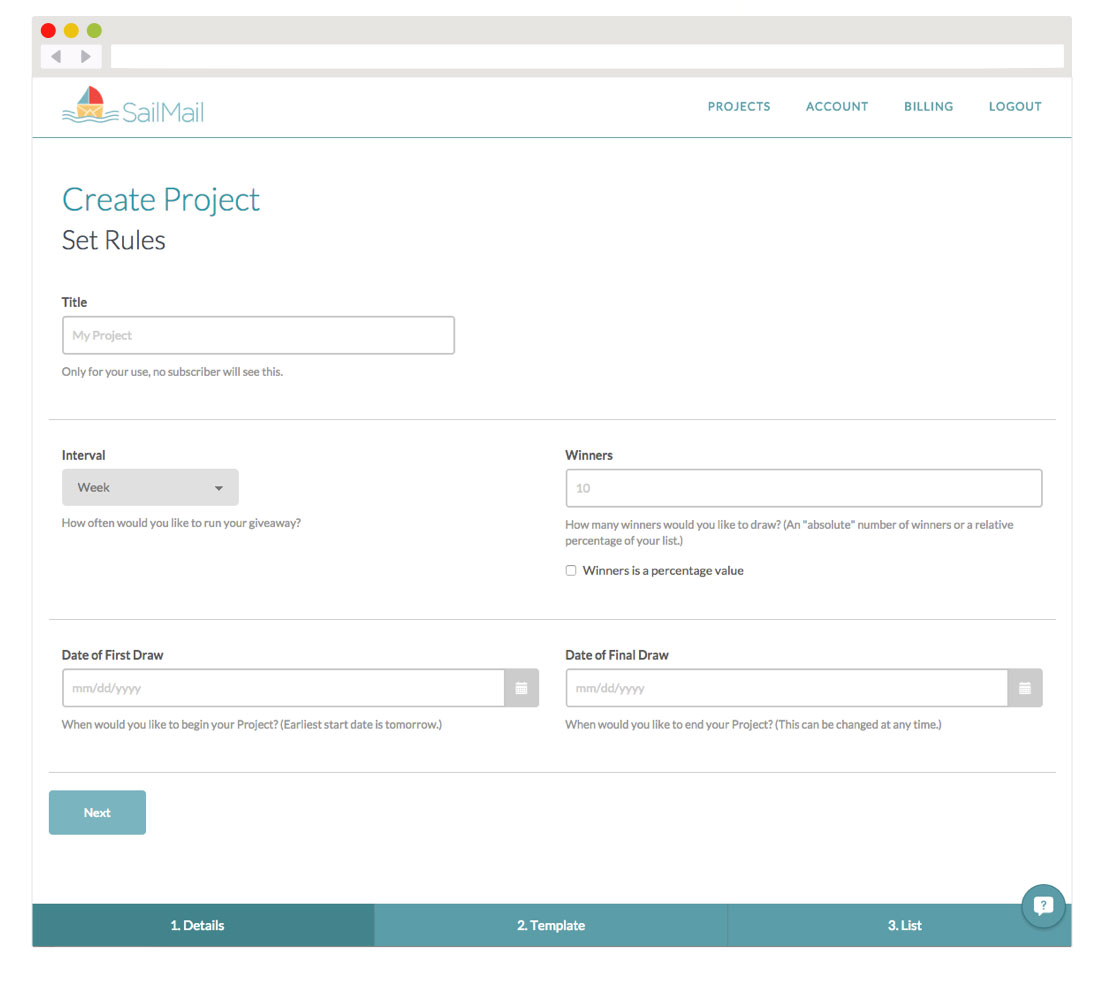 SailMail
PROJECTS
ACCOUNT
BILLING
LOGOUT
Create Project
Set Rules
Title
My Project
Only for your use, no subscriber will see this.
Interval
Week
How often would you like to run your giveaway?
Winners
10
How many winners would you like to draw? (An "absolute" number of winners or a relative
percentage of your list.)
Winners is a percentage value
Date of First Draw
mm/dd/yyyy
When would you like to begin your Project? (Earliest start date is tomorrow.)
Date of Final Draw
mm/dd/yyyy
When would you like to end your Project? (This can be changed at any time.)
Next
?
1. Details
2. Template
3. List